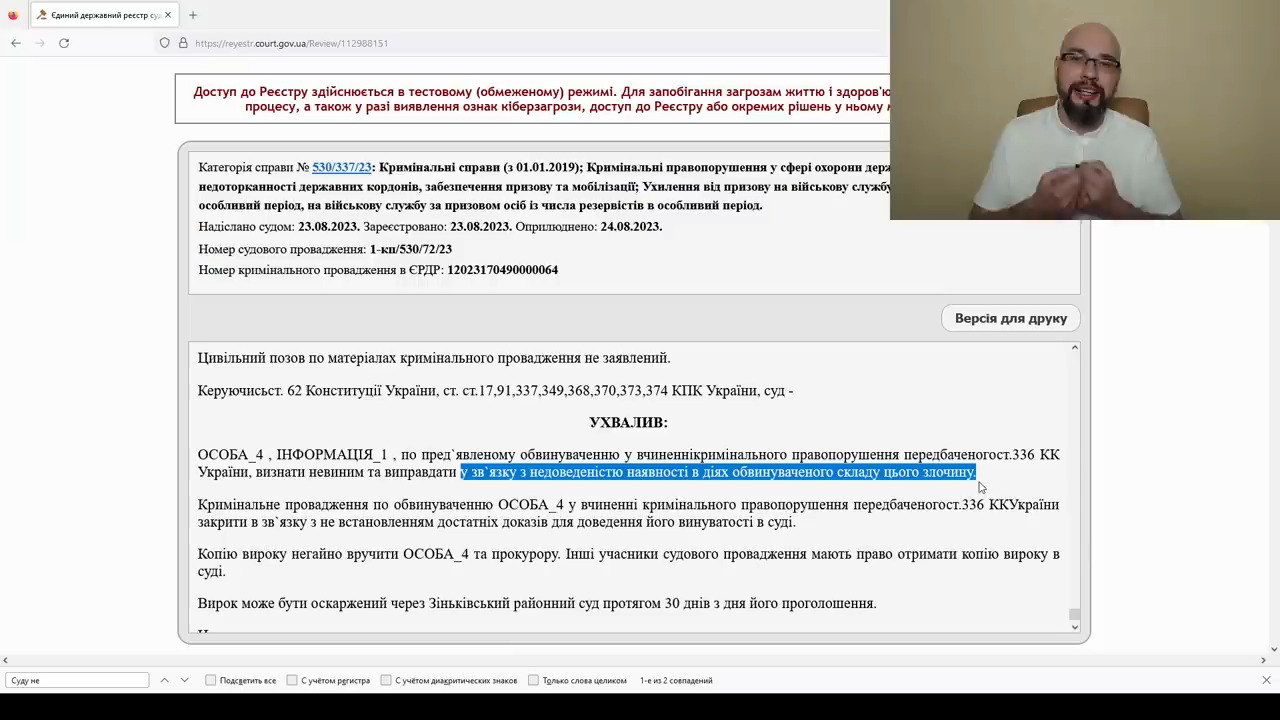 Єдиний державний реєстр суд
https://reyestr.court.gov.ua/Review/112988151
Доступ до Реєстру здійснюється в тестовому (обмеженому) режимі. Для запобігання загрозам життю і здоров'ю
процесу, а також у разі виявлення ознак кіберзагрози, доступ до Реєстру або окремих рішень у ньому
Категорія справи № 530/337/23: Кримінальні справи (з 01.01.2019); Кримінальні правопорушення у сфері охорони
недоторканності державних кордонів, забезпечення призову та мобілізації; Ухилення від призову на військову службу
особливий період, на військову службу за призовом осіб із числа резервістів в особливий період.
Надіслано судом: 23.08.2023. Зареєстровано: 23.08.2023. Оприлюднено: 24.08.2023.
Номер судового провадження: 1-кп/530/72/23
Номер кримінального провадження в ЄРДР: 12023170490000064
Версія для друку
Цивільний позов по матеріалах кримінального провадження не заявлений.
Керуючисьст. 62 Конституції України, ст. ст.17,91,337,349,368,370,373,374 КПК України, суд -
УХВАЛИВ:
ОСОБА_4 , ІНФОРМАЦІЯ_1 , по пред`явленому обвинуваченню у вчиненнікримінального правопорушення передбаченогост.336 КК
України, визнати невиним та виправдати у зв`язку з недоведеністю наявності в діях обвинуваченого складу цього злочину.
Кримінальне провадження по обвинуваченню ОСОБА_4 у вчиненні кримінального правопорушення передбаченогост.336 ККУкраїни
закрити в зв`язку з не встановленням достатніх доказів для доведення його винуватості в суді.
Копію вироку негайно вручити ОСОБА_4 та прокурору. Інші учасники судового провадження мають право отримати копію вироку в
суді.
Вирок може бути оскаржений через Зіньківський районний суд протягом 30 днів з дня його проголошення.
Суду не
Подсветить все
С учётом регистра
С учётом диакритических знаков
Только слова целиком
1-е из 2 совпадений